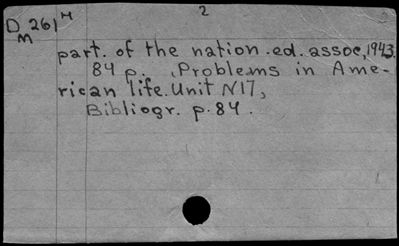 2
D 261 M
M
part. of the nation. ed. assoc, 1943.
84 p. (Problems in Ame-
rican life. Unit N17,
Bibliogr. p. 84.